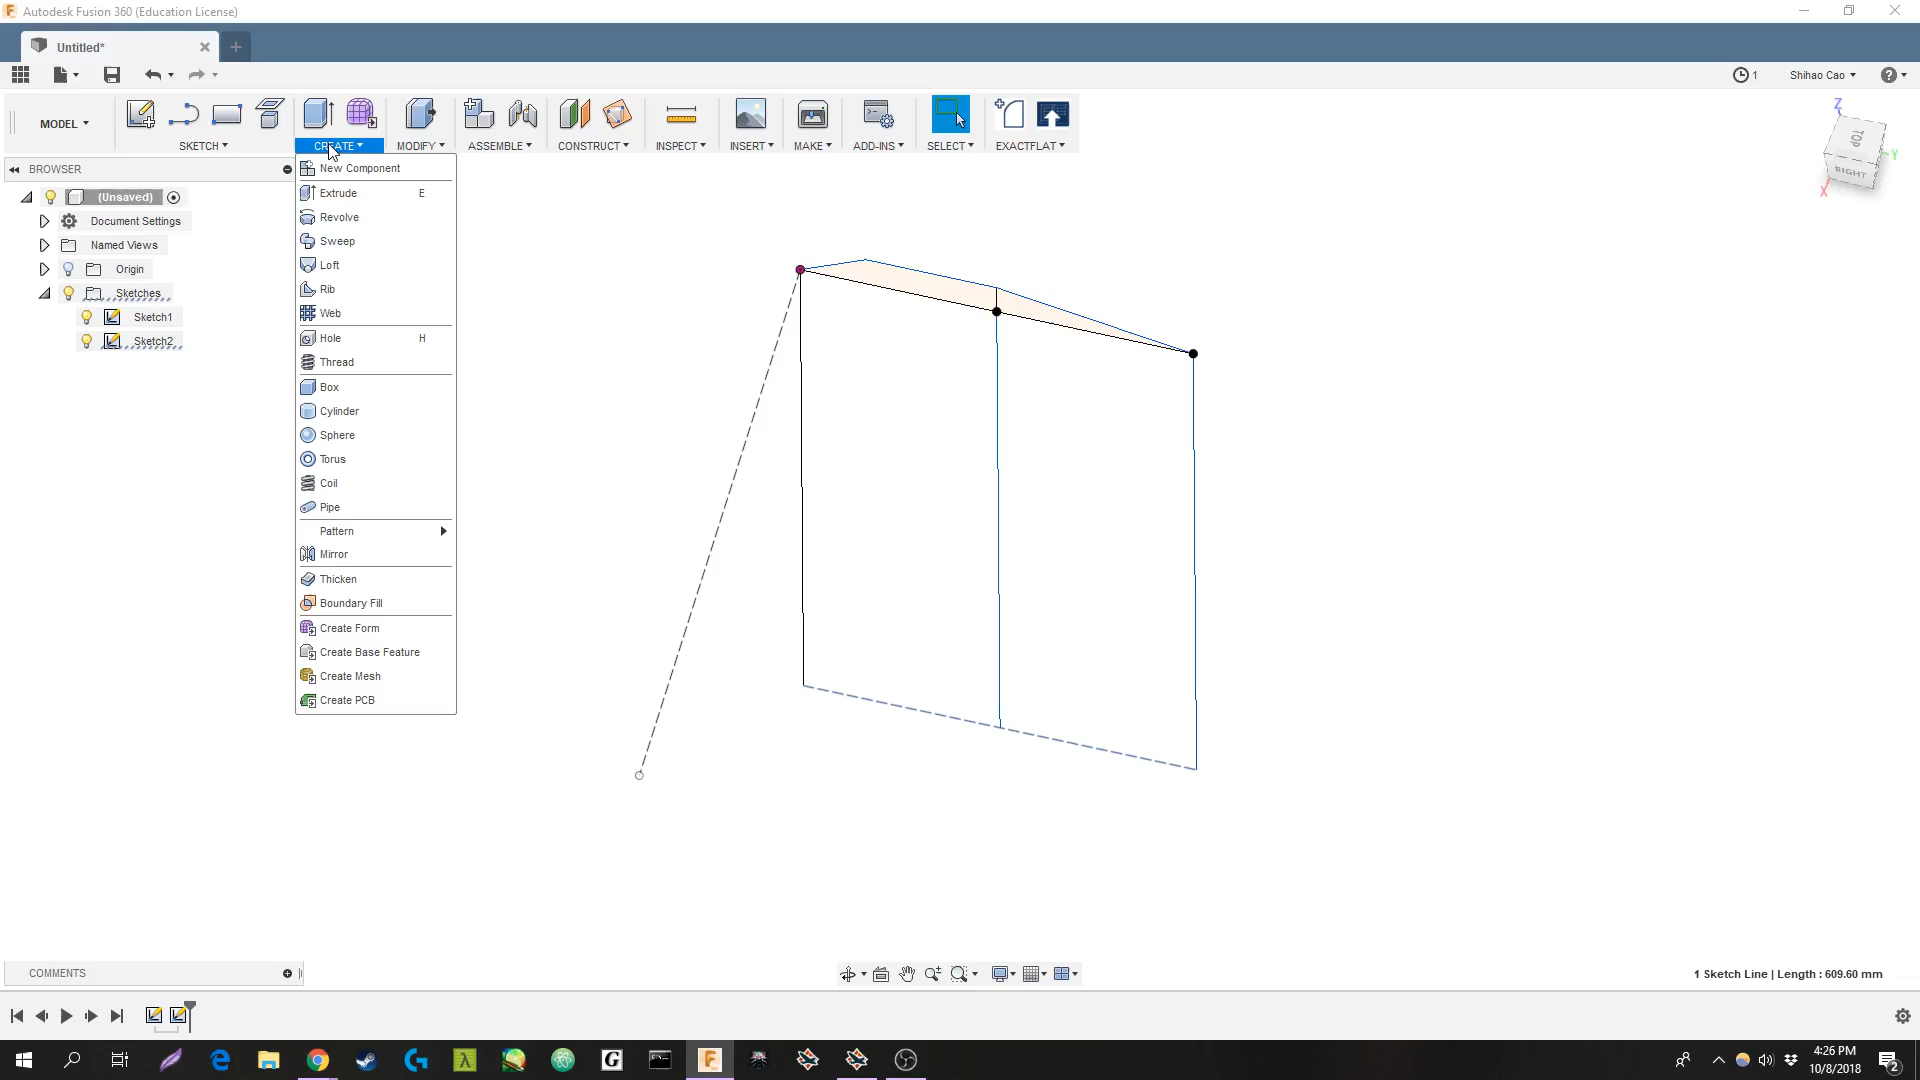 Autodesk Fusion 360 (Education License)
Untitled*
1
Shihao Cao
MODEL
SKETCH
CREATE
MODIFY
ASSEMBLE
CONSTRUCT
INSPECT
INSERT
MAKE
ADD-INS
SELECT
EXACTFLAT
Z
TOP
Y
RIGHT
X
BROWSER
(Unsaved)
Document Settings
Named Views
Origin
Sketches
Sketch1
Sketch2
New Component
Extrude E
Revolve
Sweep
Loft
Rib
Web
Hole H
Thread
Box
Cylinder
Sphere
Torus
Coil
Pipe
Pattern
Mirror
Thicken
Boundary Fill
Create Form
Create Base Feature
Create Mesh
Create PCB
COMMENTS
1 Sketch Line | Length : 609.60 mm
4:26 PM
10/8/2018
2